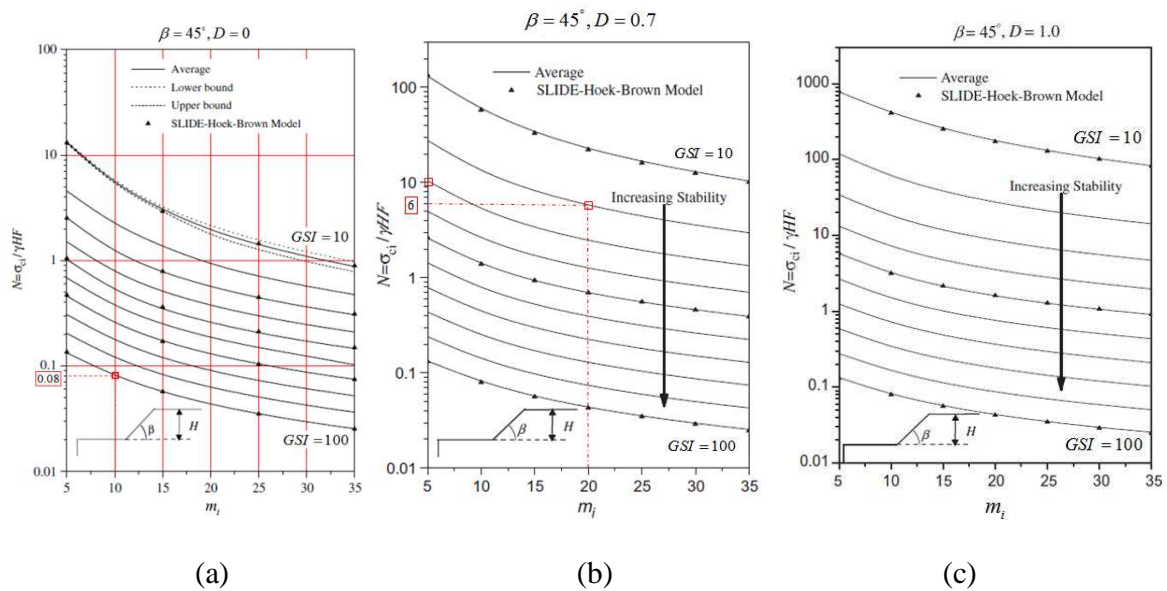 β = 45°, D = 0
100
10
1
0.1
0.01
0.08
N=σci/γHF
Average
Lower bound
Upper bound
SLIDE-Hoek-Brown Model
GSI = 10
GSI = 100
β
H
5 10 15 20 25 30 35
mi
(a)
β = 45°, D = 0.7
100
10
6
1
0.1
0.01
N=σci/γHF
Average
SLIDE-Hoek-Brown Model
GSI = 10
Increasing Stability
GSI = 100
β
H
5 10 15 20 25 30 35
mi
(b)
β= 45°, D = 1.0
1000
100
10
1
0.1
0.01
N=σci/γHF
Average
SLIDE-Hoek-Brown Model
GSI = 10
Increasing Stability
GSI = 100
β
H
5 10 15 20 25 30 35
mi
(c)